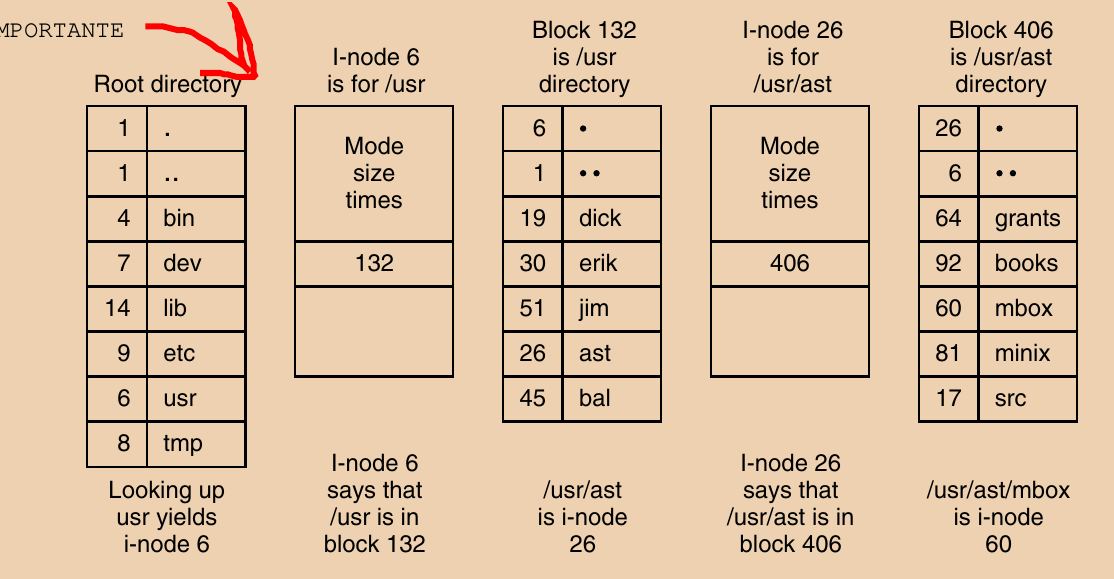 MPORTANTE
Root directory
1 .
1 ..
4 bin
7 dev
14 lib
9 etc
6 usr
8 tmp
Looking up
usr yields
i-node 6
I-node 6
is for /usr
Mode
size
times
132
I-node 6
says that
/usr is in
block 132
Block 132
is /usr
directory
6 •
1 ••
19 dick
30 erik
51 jim
26 ast
45 bal
/usr/ast
is i-node
26
I-node 26
is for
/usr/ast
Mode
size
times
406
I-node 26
says that
/usr/ast is in
block 406
Block 406
is /usr/ast
directory
26 •
6 ••
64 grants
92 books
60 mbox
81 minix
17 src
/usr/ast/mbox
is i-node
60